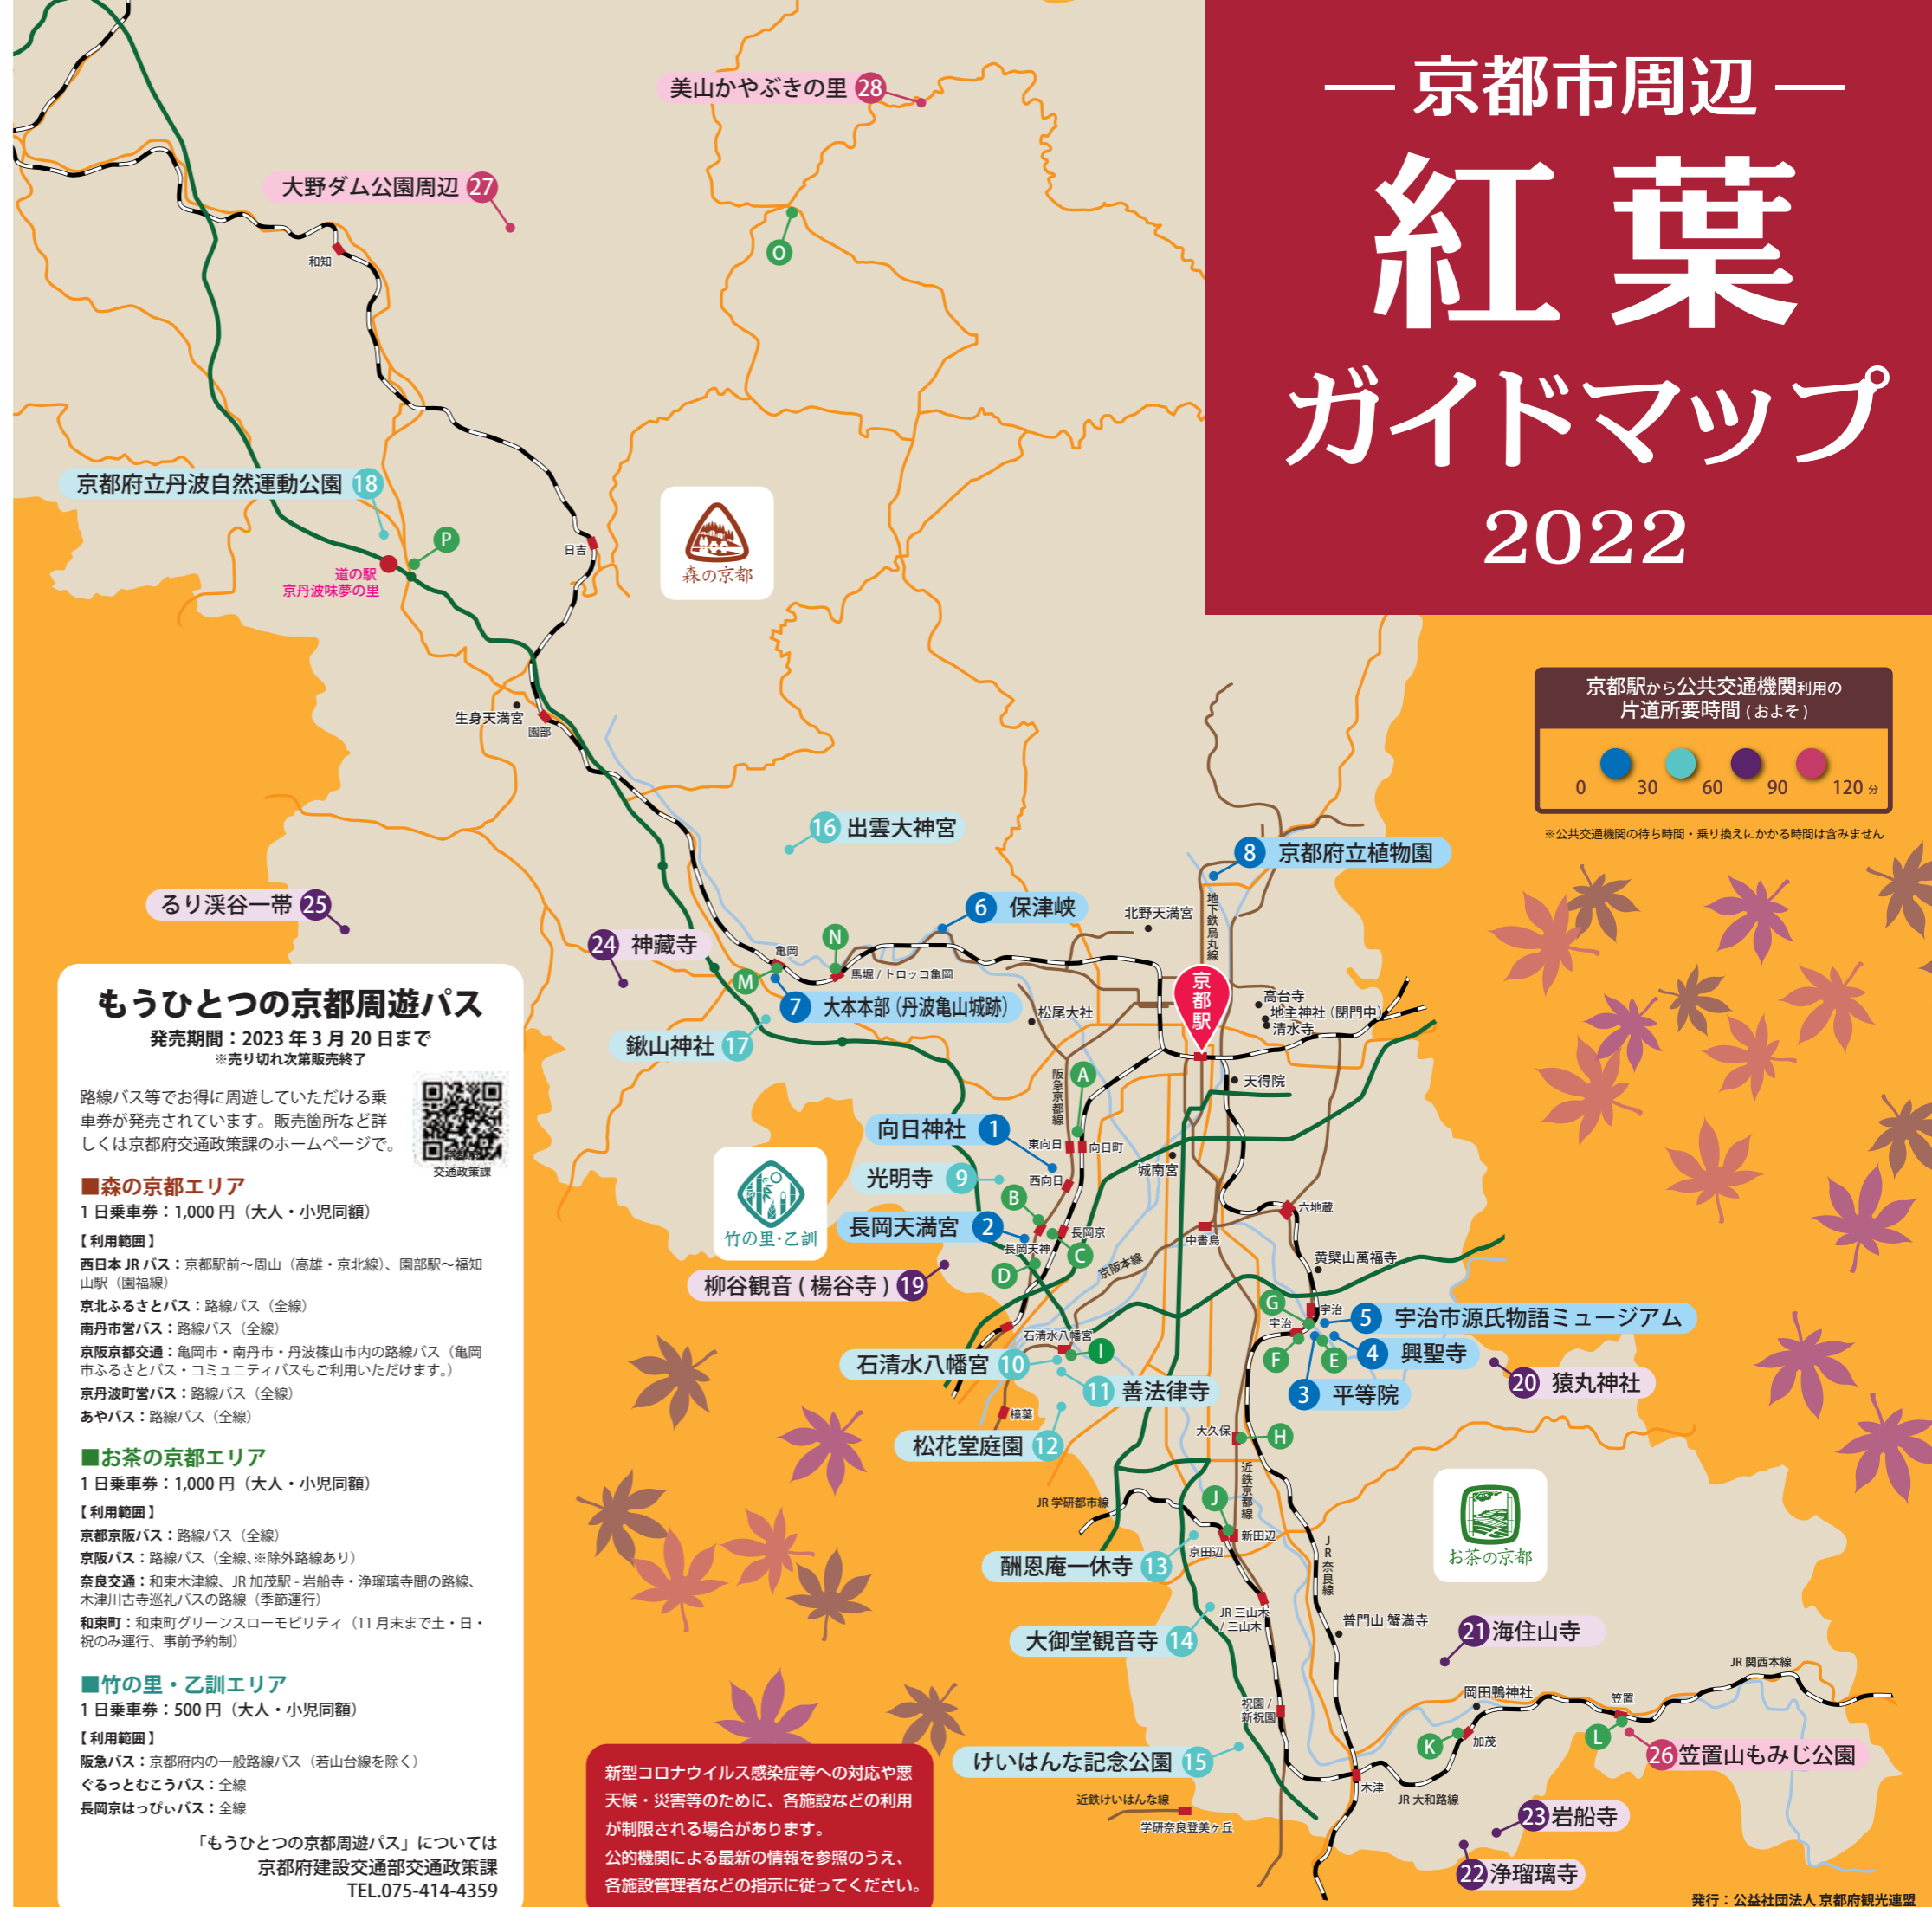 京都市周辺
紅葉
ガイドマップ
2022
美山かやぶきの里 28
大野ダム公園周辺 27
和知
O
京都府立丹波自然運動公園 18
P
道の駅
京丹波味夢の里
日吉
森の京都
生身天満宮
園部
京都駅から公共交通機関利用の
片道所要時間 ( おおよそ )
0 30 60 90 120 分
※公共交通機関の待ち時間・乗り換えにかかる時間は含みません
16 出雲大神宮
8 京都府立植物園
地下鉄烏丸線
るり渓谷一帯 25
6 保津峡
北野天満宮
24 神藏寺
亀岡
N
馬堀 / トロッコ亀岡
M
7 大本本部 (丹波亀山城跡)
京都駅
高台寺
地主神社 (閉門中)
清水寺
松尾大社
鍬山神社 17
天得院
阪急京都線
A
向日神社 1
東向日
向日町
光明寺 9
西向日
城南宮
B
長岡天満宮 2
長岡京
長岡天神
C
D
竹の里・乙訓
中書島
六地蔵
京阪本線
黄檗山萬福寺
柳谷観音 ( 楊谷寺 ) 19
G
宇治
宇治
5 宇治市源氏物語ミュージアム
F
E
4 興聖寺
3 平等院
20 猿丸神社
石清水八幡宮
石清水八幡宮 10
I
11 善法律寺
樟葉
松花堂庭園 12
大久保
H
近鉄京都線
JR 学研都市線
J
新田辺
京田辺
酬恩庵一休寺 13
JR奈良線
お茶の京都
JR 三山木
/ 三山木
普門山 蟹満寺
大御堂観音寺 14
21 海住山寺
JR 関西本線
岡田鴨神社
笠置
祝園 /
新祝園
K
加茂
L
26 笠置山もみじ公園
けいはんな記念公園 15
木津
JR 大和路線
近鉄けいはんな線
学研奈良登美ヶ丘
23 岩船寺
22 浄瑠璃寺
もうひとつの京都周遊パス
発売期間：2023 年 3 月 20 日まで
※売り切れ次第販売終了
路線バス等でお得に周遊していただける乗
車券が発売されています。販売箇所など詳
しくは京都府交通政策課のホームページで。
交通政策課
■森の京都エリア
1 日乗車券：1,000 円（大人・小児同額）
【 利用範囲 】
西日本 JR バス：京都駅前～周山（高雄・京北線）、園部駅～福知
山駅（園福線）
京北ふるさとバス：路線バス（全線）
南丹市営バス：路線バス（全線）
京阪京都交通：亀岡市・南丹市・丹波篠山市内の路線バス（亀岡
市ふるさとバス・コミュニティバスもご利用いただけます。）
京丹波町営バス：路線バス（全線）
あやバス：路線バス（全線）
■お茶の京都エリア
1 日乗車券：1,000 円（大人・小児同額）
【 利用範囲 】
京都京阪バス：路線バス（全線）
京阪バス：路線バス（全線、※除外路線あり）
奈良交通：和束木津線、JR 加茂駅 - 岩船寺・浄瑠璃寺間の路線、
木津川古寺巡礼バスの路線（季節運行）
和束町：和束町グリーンスローモビリティ（11 月末まで土・日・
祝のみ運行、事前予約制）
■竹の里・乙訓エリア
1 日乗車券：500 円（大人・小児同額）
【 利用範囲 】
阪急バス：京都府内の一般路線バス（若山台線を除く）
ぐるっとむこうバス：全線
長岡京はっぴぃバス：全線
「もうひとつの京都周遊パス」については
京都府建設交通部交通政策課
TEL.075-414-4359
新型コロナウイルス感染症等への対応や悪
天候・災害等のために、各施設などの利用
が制限される場合があります。
公的機関による最新の情報を参照のうえ、
各施設管理者などの指示に従ってください。
発行：公益社団法人 京都府観光連盟